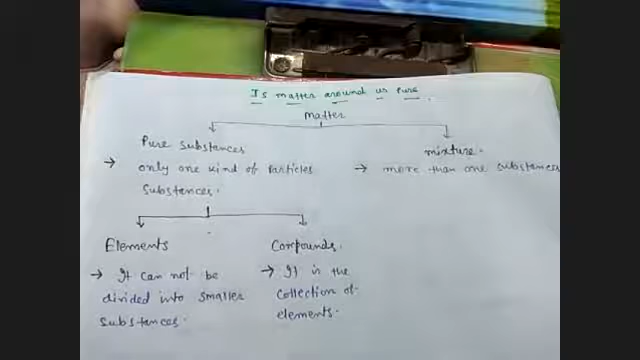 Is matter around us Pure.
Matter
Pure substances
→ only one kind of Particles
substances.
mixture.
→ more than one substances
Elements
→ It can not be
divided into smaller
substances.
Compounds.
→ It is the
collection of
elements.